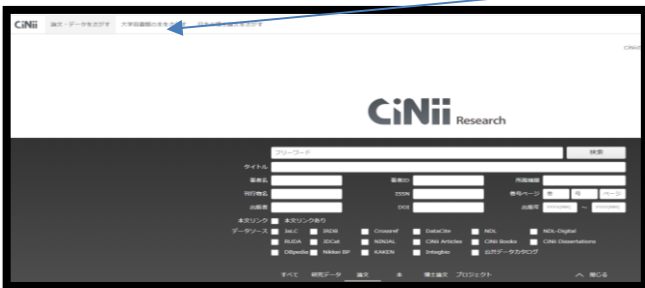 CiNii 論文・データをさがす 大学図書館の本をさがす 日本の博士論文をさがす
CiNii
CiNii Research
フリーワード 検索
タイトル
著者名 著者ID 所属機関
刊行物名 ISSN 巻号ページ 巻 号 ページ
出版者 DOI 出版年 YYYY(MM) ～ YYYY(MM)
本文リンク 本文リンクあり
データソース JaLC IRDB Crossref DataCite NDL NDL-Digital
RUDA JDCat NINJAL CiNii Articles CiNii Books CiNii Dissertations
DBpedia Nikkei BP KAKEN Integbio 公共データカタログ
すべて 研究データ 論文 本 博士論文 プロジェクト へ 閉じる